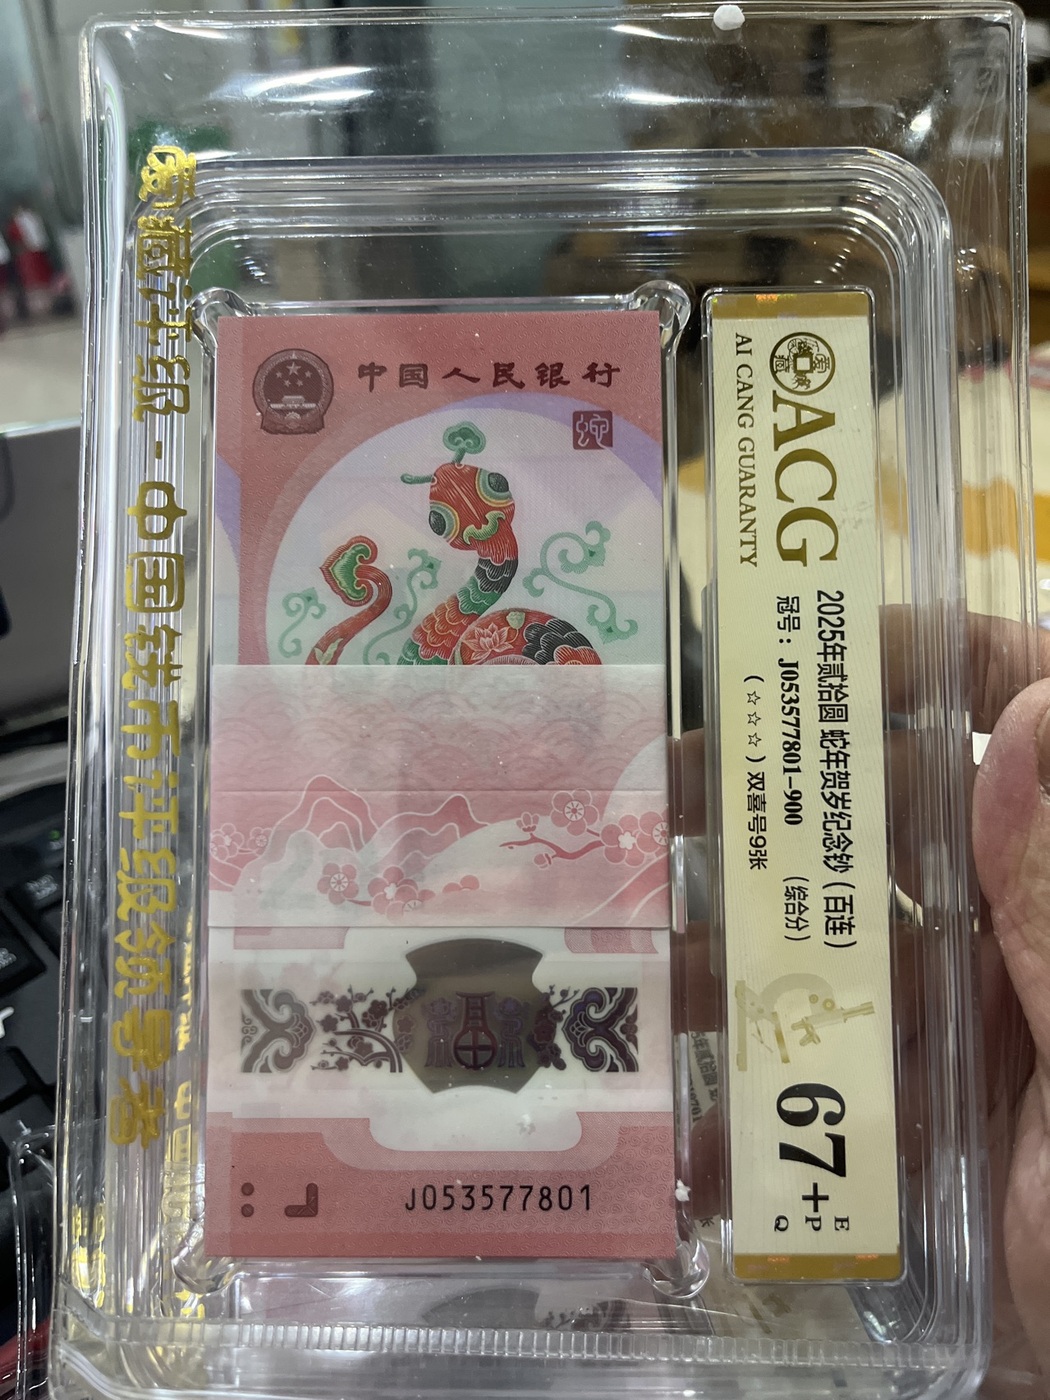 爱藏评级-中国钱币评级领导者
中国人民银行
蛇
J053577801
ACG
AI CANG GUARANTY
2025年贰拾圆 蛇年贺岁纪念钞（百连）
冠号：J053577801-900 （综合分）
（☆☆☆）双喜号9张
67+
E
P
Q